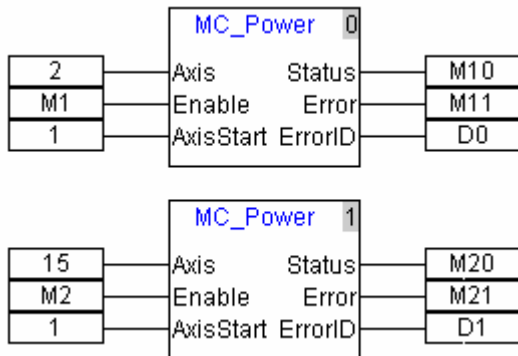 MC_Power 0
2 Axis Status M10
M1 Enable Error M11
1 AxisStart ErrorID D0
MC_Power 1
15 Axis Status M20
M2 Enable Error M21
1 AxisStart ErrorID D1